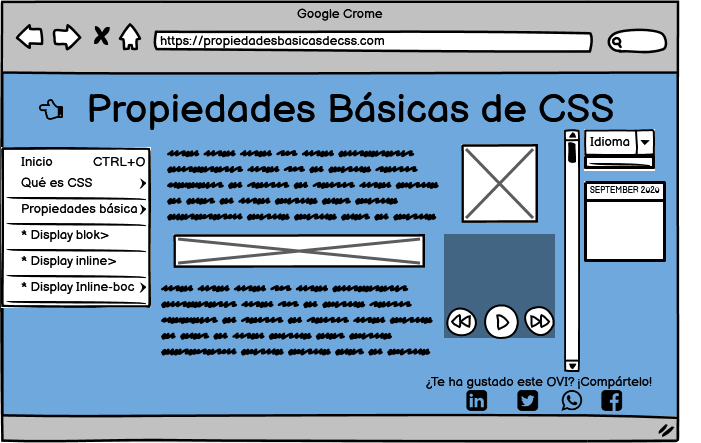 Google Crome
https://propiedadesbasicasdecss.com
Propiedades Básicas de CSS
Idioma
Inicio CTRL+O
Qué es CSS
Propiedades básica
* Display blok>
* Display inline>
* Display Inline-boc
SEPTEMBER 2020
¿Te ha gustado este OVI? ¡Compártelo!
in